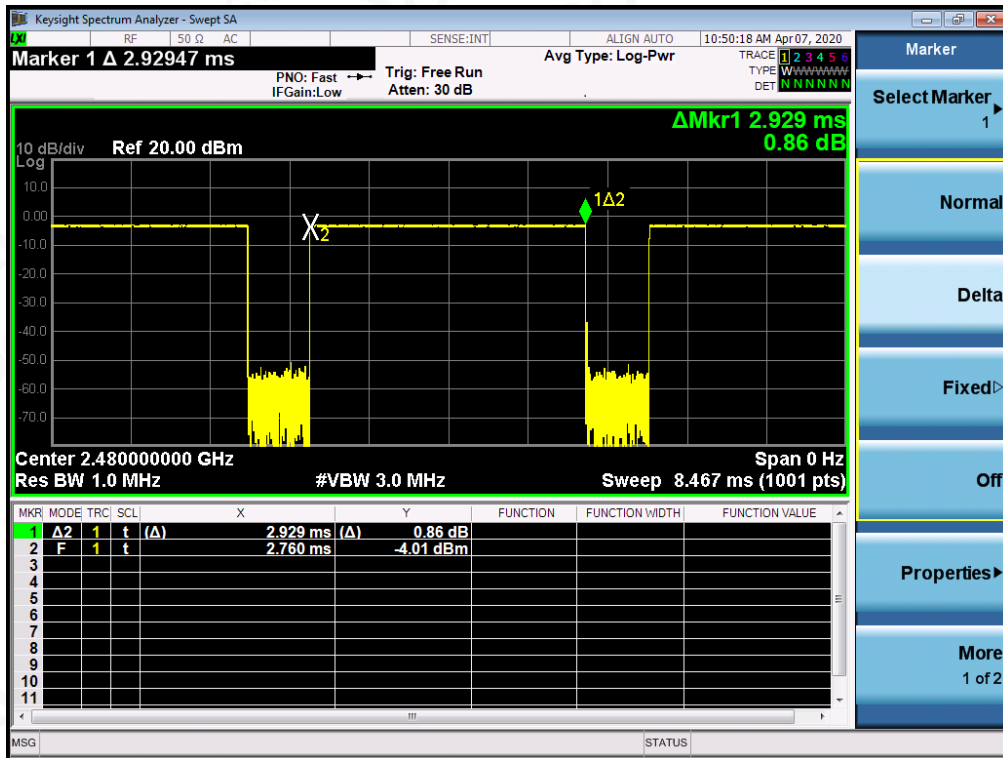 Keysight Spectrum Analyzer - Swept SA
LXI RF 50 Ω AC SENSE:INT ALIGN AUTO 10:50:18 AM Apr 07, 2020
Marker 1 Δ 2.92947 ms
PNO: Fast
IFGain:Low
Trig: Free Run
Atten: 30 dB
Avg Type: Log-Pwr
TRACE 1 2 3 4 5 6
TYPE WWWWWW
DET N N N N N N
ΔMkr1 2.929 ms
0.86 dB
10 dB/div Ref 20.00 dBm
Log
10.0
0.00
-10.0
-20.0
-30.0
-40.0
-50.0
-60.0
-70.0
1Δ2
X2
Center 2.480000000 GHz Span 0 Hz
Res BW 1.0 MHz #VBW 3.0 MHz Sweep 8.467 ms (1001 pts)
MKR MODE TRC SCL X Y FUNCTION FUNCTION WIDTH FUNCTION VALUE
1 Δ2 1 t (Δ) 2.929 ms (Δ) 0.86 dB
2 F 1 t 2.760 ms -4.01 dBm
3
4
5
6
7
8
9
10
11
MSG STATUS
Marker
Select Marker
1
Normal
Delta
Fixed
Off
Properties
More
1 of 2